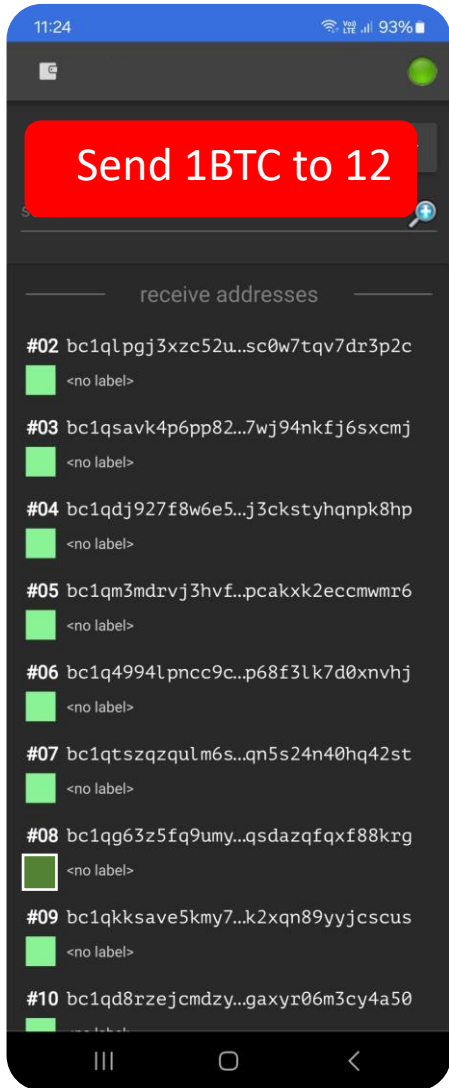 11:24
Vo) LTE 93%
Send 1BTC to 12
receive addresses
#02 bc1qlpgj3xzc52u…sc0w7tqv7dr3p2c
<no label>
#03 bc1qsavk4p6pp82…7wj94nkfj6sxcmj
<no label>
#04 bc1qdj927f8w6e5…j3ckstyhqnpk8hp
<no label>
#05 bc1qm3mdrvj3hvf…pcakxk2eccmwmr6
<no label>
#06 bc1q4994lpncc9c…p68f3lk7d0xnvhj
<no label>
#07 bc1qtszqzqulm6s…qn5s24n40hq42st
<no label>
#08 bc1qg63z5fq9umy…qsdazqfqxf88krg
<no label>
#09 bc1qkksave5kmy7…k2xqn89yyjcscus
<no label>
#10 bc1qd8rzejcmdzy…gaxyr06m3cy4a50